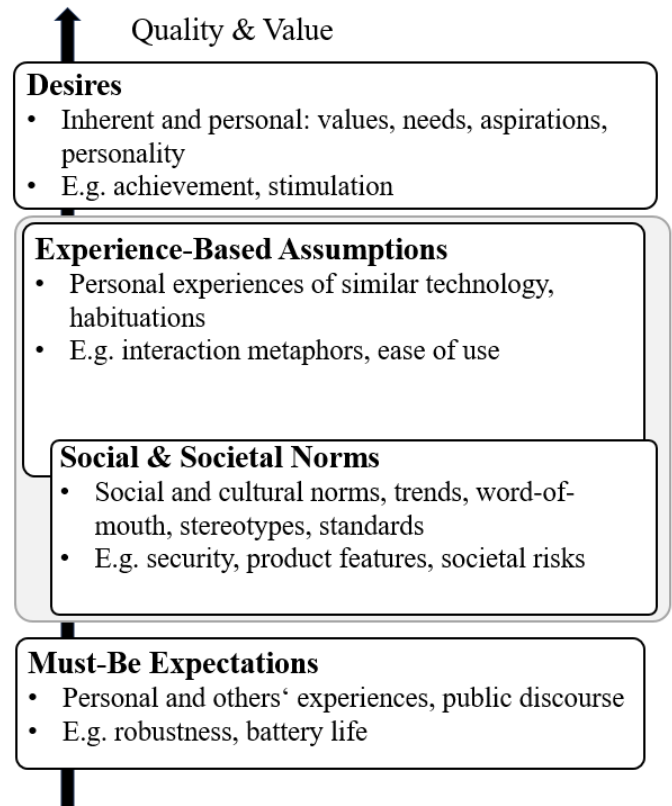 Quality & Value
Desires
• Inherent and personal: values, needs, aspirations,
personality
• E.g. achievement, stimulation
Experience-Based Assumptions
• Personal experiences of similar technology,
habituations
• E.g. interaction metaphors, ease of use
Social & Societal Norms
• Social and cultural norms, trends, word-of-
mouth, stereotypes, standards
• E.g. security, product features, societal risks
Must-Be Expectations
• Personal and others‘ experiences, public discourse
• E.g. robustness, battery life